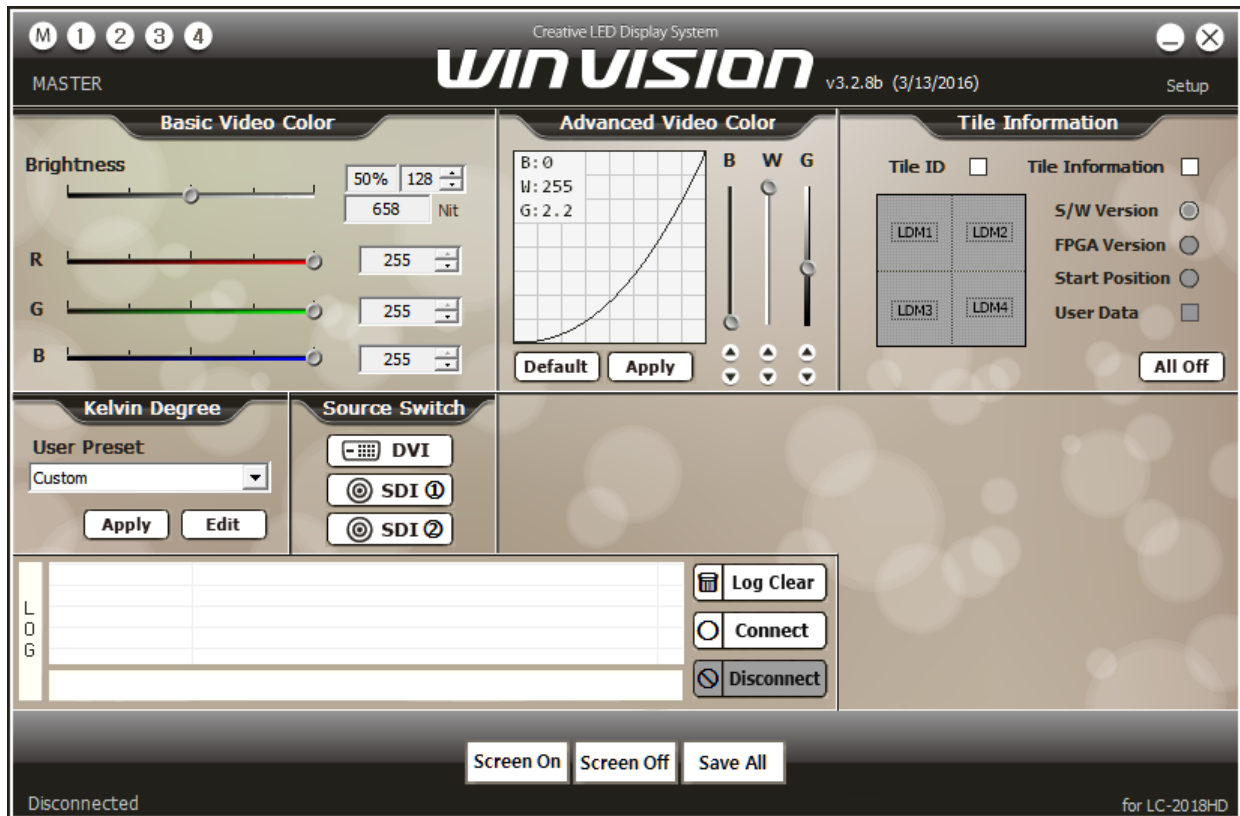 M 1 2 3 4
Creative LED Display System
WIN VISION
v3.2.8b (3/13/2016)
MASTER
Setup
Basic Video Color
Brightness
50% 128
658 Nit
R 255
G 255
B 255
Advanced Video Color
B:0
W:255
G:2.2
B W G
Default Apply
Tile Information
Tile ID
Tile Information
LDM1 LDM2
LDM3 LDM4
S/W Version
FPGA Version
Start Position
User Data
All Off
Kelvin Degree
User Preset
Custom
Apply Edit
Source Switch
DVI
SDI ①
SDI ②
LOG
Log Clear
Connect
Disconnect
Screen On Screen Off Save All
Disconnected
for LC-2018HD